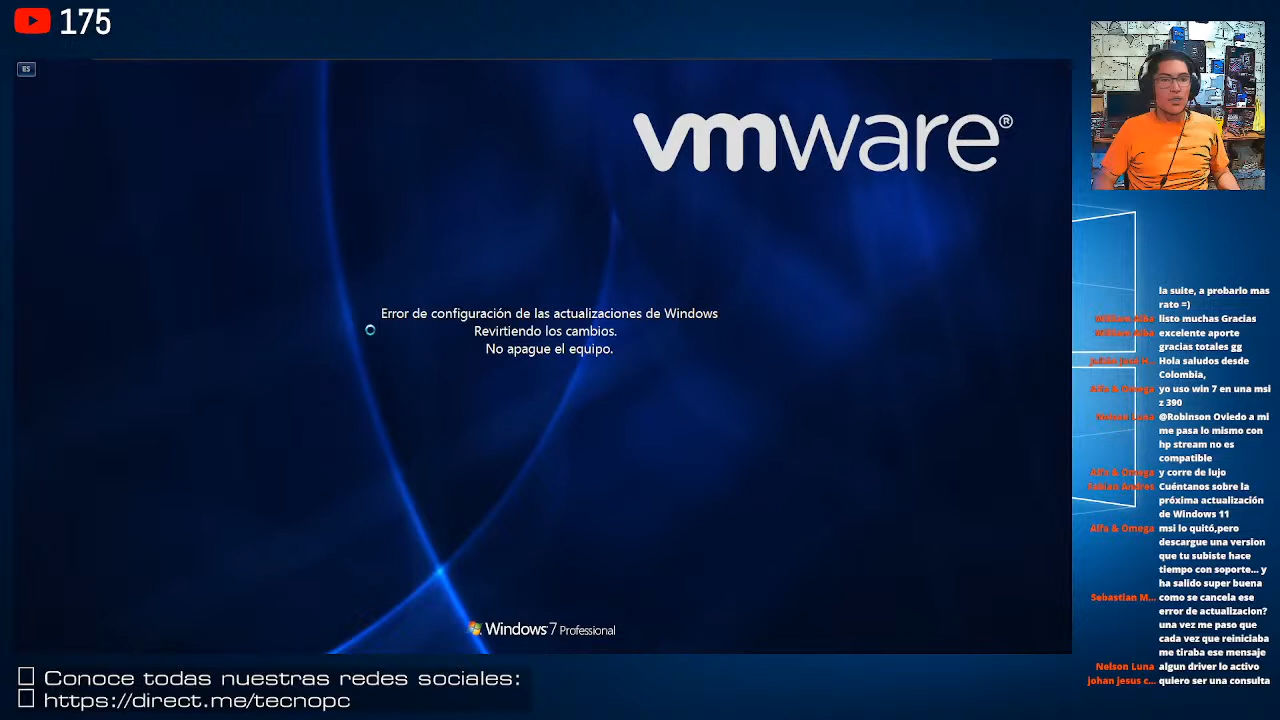 175
ES
vmware®
Error de configuración de las actualizaciones de Windows
Revirtiendo los cambios.
No apague el equipo.
Windows 7 Professional
la suite, a probarlo mas
rato =)
listo muchas Gracias
excelente aporte
gracias totales gg
Hola saludos desde
Colombia,
Alfa & Omega yo uso win 7 en una msi
z 390
@Robinson Oviedo a mi
me pasa lo mismo con
hp stream no es
compatible
Alfa & Omega y corre de lujo
Fabian Andres Cuéntanos sobre la
próxima actualización
de Windows 11
Alfa & Omega msi lo quitó,pero
descargue una version
que tu subiste hace
tiempo con soporte... y
ha salido super buena
Sebastian M... como se cancela ese
error de actualizacion?
una vez me paso que
cada vez que reiniciaba
me tiraba ese mensaje
Nelson Luna algun driver lo activo
johan jesus c... quiero ser una consulta
Conoce todas nuestras redes sociales:
https://direct.me/tecnopc